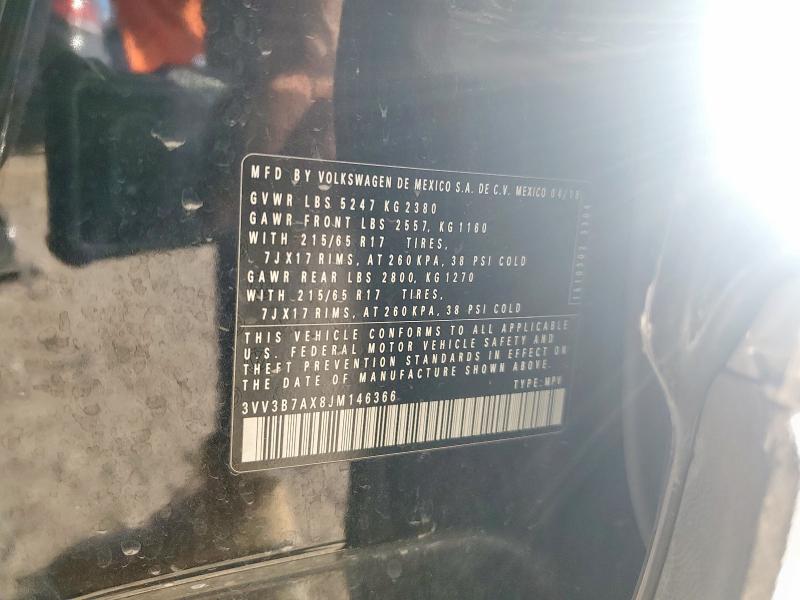 MFD BY VOLKSWAGEN DE MEXICO S.A. DE C.V. MEXICO 04/18
GVWR LBS 5247 KG 2380
GAWR FRONT LBS 2557, KG 1160
WITH 215/65 R17 TIRES,
7JX17 RIMS, AT 260 KPA, 38 PSI COLD
GAWR REAR LBS 2800, KG 1270
WITH 215/65 R17 TIRES,
7JX17 RIMS, AT 260 KPA, 38 PSI COLD
THIS VEHICLE CONFORMS TO ALL APPLICABLE
U.S. FEDERAL MOTOR VEHICLE SAFETY AND
THEFT PREVENTION STANDARDS IN EFFECT ON
THE DATE OF MANUFACTURE SHOWN ABOVE.
3VV3B7AX8JM146366 TYPE: MPV